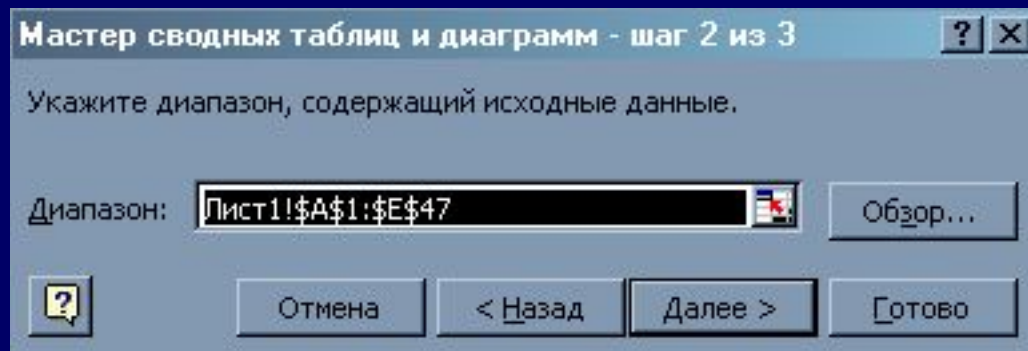 Мастер сводных таблиц и диаграмм - шаг 2 из 3
Укажите диапазон, содержащий исходные данные.
Диапазон: Лист1!$A$1:$E$47 Обзор...
Отмена < Назад Далее > Готово